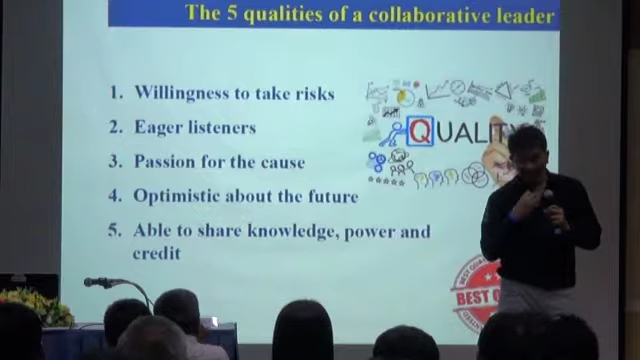 The 5 qualities of a collaborative leader
1. Willingness to take risks
2. Eager listeners
3. Passion for the cause
4. Optimistic about the future
5. Able to share knowledge, power and
credit
QUALITY
BEST